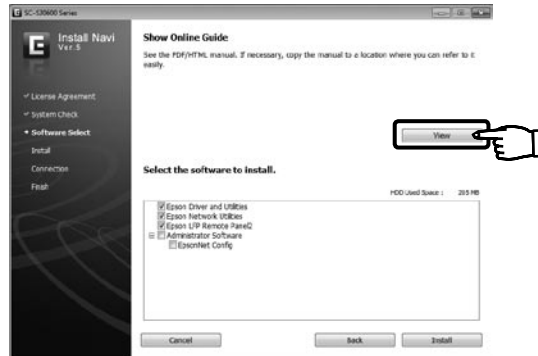 SC-S30600 Series
Install Navi
Ver.5
License Agreement
System Check
Software Select
Install
Connection
Finish
Show Online Guide
See the PDF/HTML manual. If necessary, copy the manual to a location where you can refer to it
easily.
View
Select the software to install.
HDD Used Space : 205 MB
Epson Driver and Utilities
Epson Network Utilities
Epson LFP Remote Panel2
Administrator Software
EpsonNet Config
Cancel
Back
Install